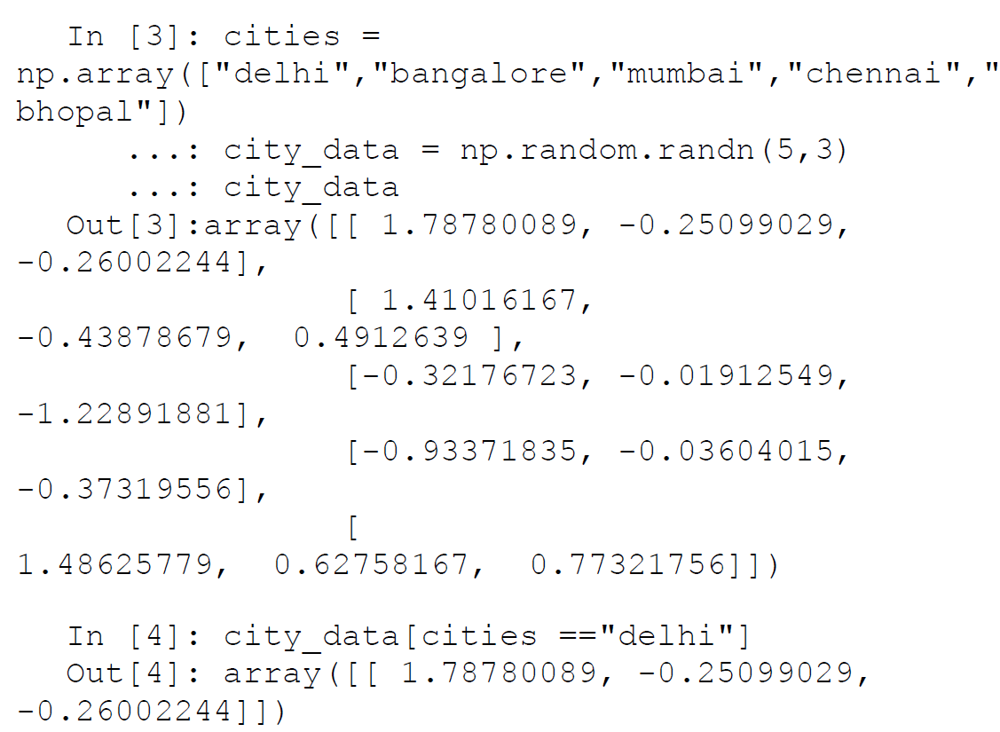 In [3]: cities =
np.array(["delhi","bangalore","mumbai","chennai","
bhopal"])
...: city_data = np.random.randn(5,3)
...: city_data
Out[3]:array([[ 1.78780089, -0.25099029,
-0.26002244],
[ 1.41016167,
-0.43878679,  0.4912639 ],
[-0.32176723, -0.01912549,
-1.22891881],
[-0.93371835, -0.03604015,
-0.37319556],
[
1.48625779,  0.62758167,  0.77321756]])
In [4]: city_data[cities =="delhi"]
Out[4]: array([[ 1.78780089, -0.25099029,
-0.26002244]])